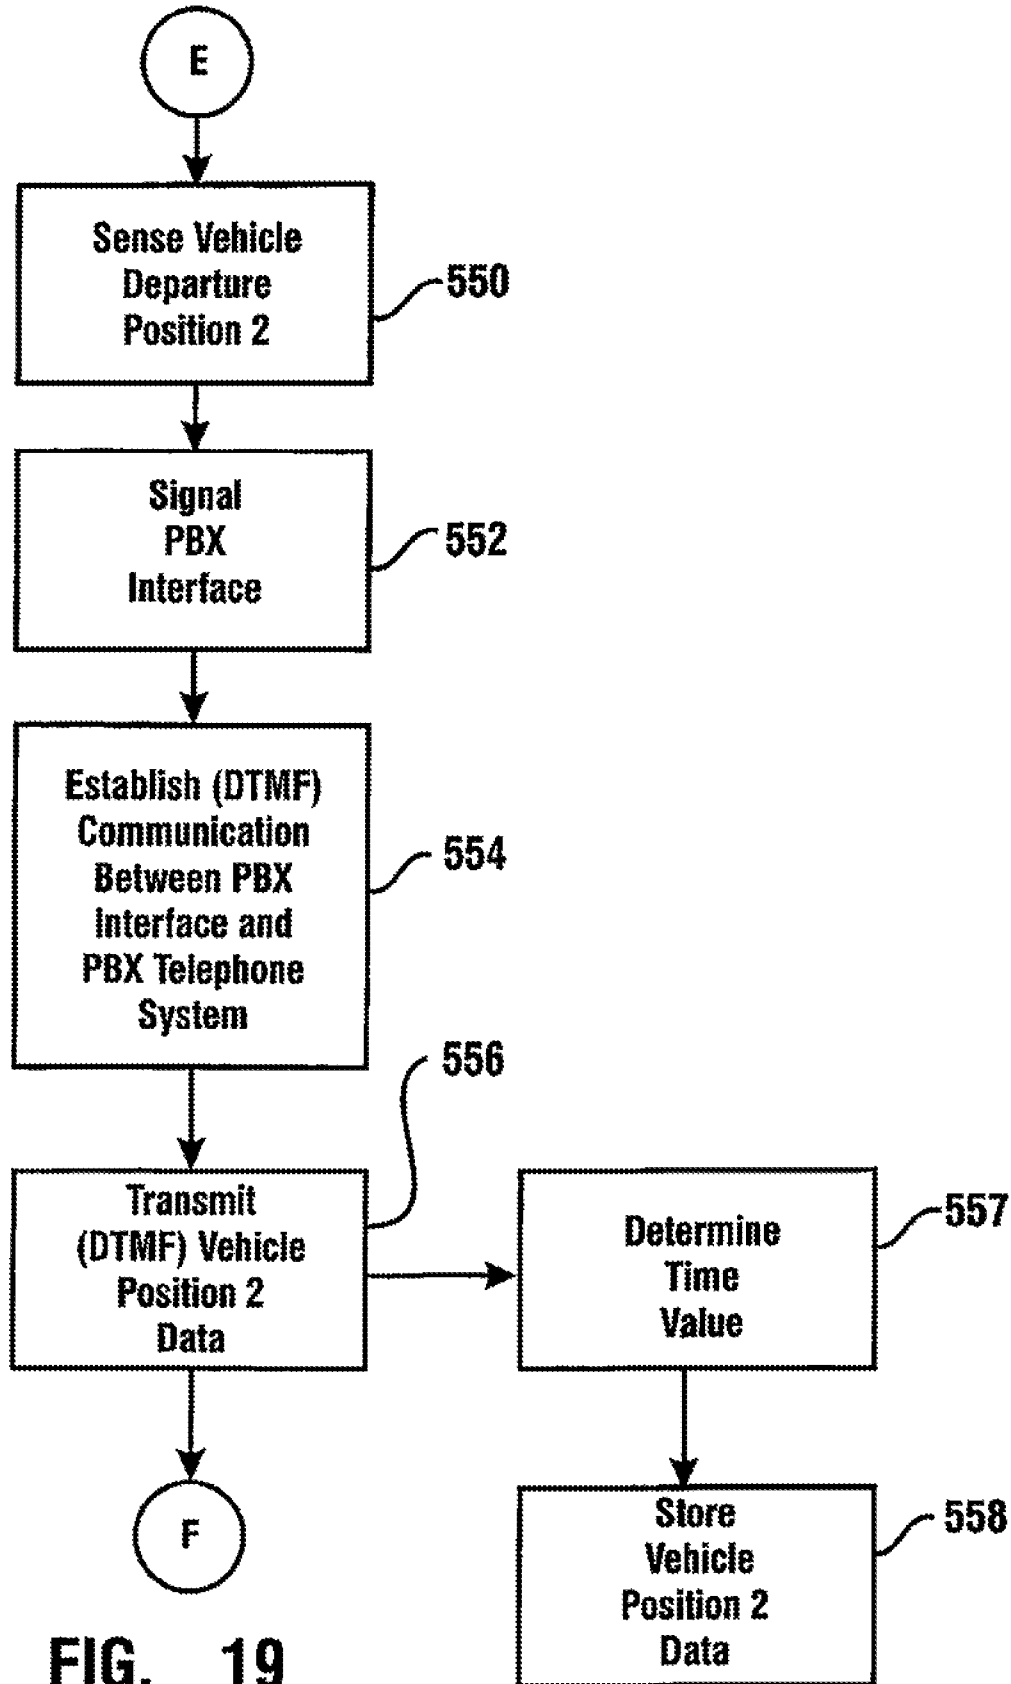 E
Sense Vehicle
Departure
Position 2
550
Signal
PBX
Interface
552
Establish (DTMF)
Communication
Between PBX
Interface and
PBX Telephone
System
554
556
Transmit
(DTMF) Vehicle
Position 2
Data
Determine
Time
Value
557
F
Store
Vehicle
Position 2
Data
558
FIG. 19